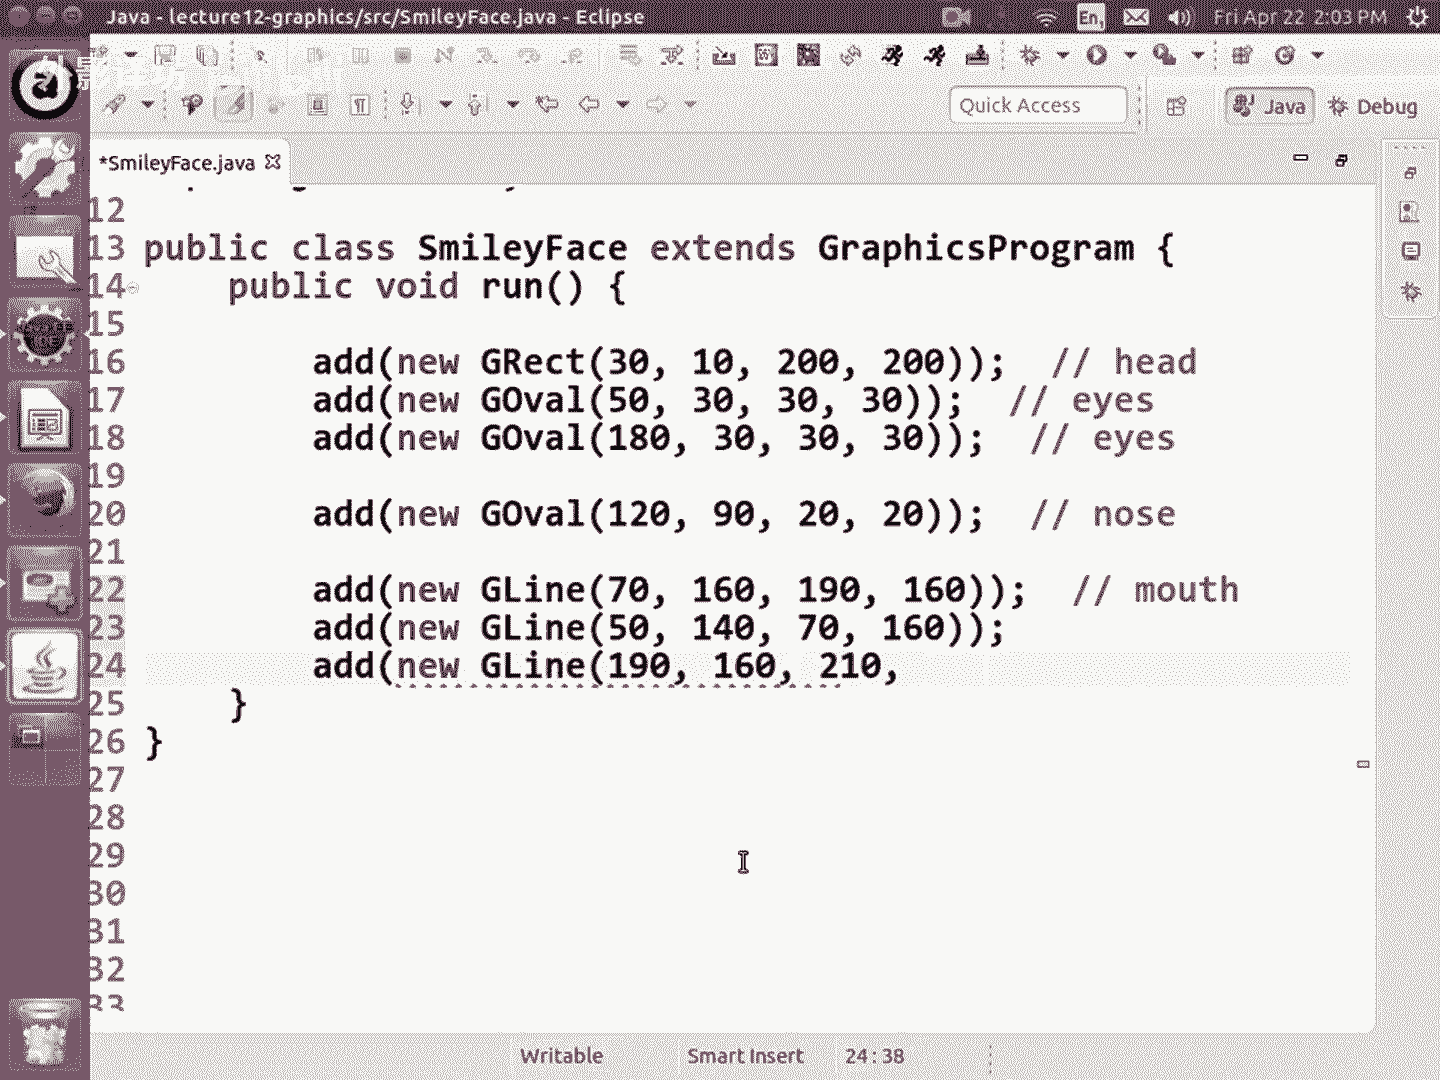 Java - lecture12-graphics/src/SmileyFace.java - Eclipse
En
Fri Apr 22 2:03 PM
Quick Access
Java
Debug
*SmileyFace.java
12
13 public class SmileyFace extends GraphicsProgram {
14 public void run() {
15
16 add(new GRect(30, 10, 200, 200)); // head
17 add(new GOval(50, 30, 30, 30)); // eyes
18 add(new GOval(180, 30, 30, 30)); // eyes
19
20 add(new GOval(120, 90, 20, 20)); // nose
21
22 add(new GLine(70, 160, 190, 160)); // mouth
23 add(new GLine(50, 140, 70, 160));
24 add(new GLine(190, 160, 210,
25 }
26 }
27
28
29
30
31
32
33
Writable
Smart Insert
24:38